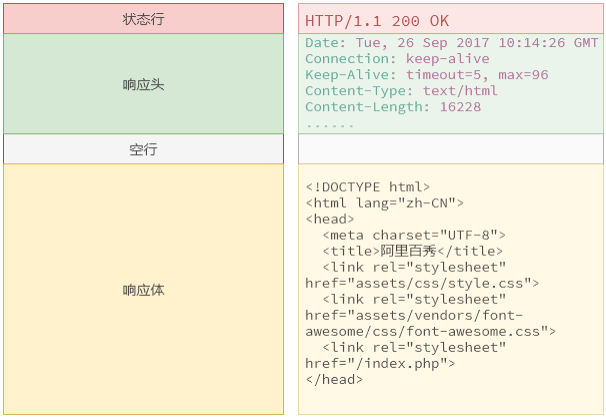 状态行
HTTP/1.1 200 OK
响应头
Date: Tue, 26 Sep 2017 10:14:26 GMT
Connection: keep-alive
Keep-Alive: timeout=5, max=96
Content-Type: text/html
Content-Length: 16228
......
空行
响应体
<!DOCTYPE html>
<html lang="zh-CN">
<head>
  <meta charset="UTF-8">
  <title>阿里百秀</title>
  <link rel="stylesheet"
href="assets/css/style.css">
  <link rel="stylesheet"
href="assets/vendors/font-
awesome/css/font-awesome.css">
  <link rel="stylesheet"
href="/index.php">
</head>